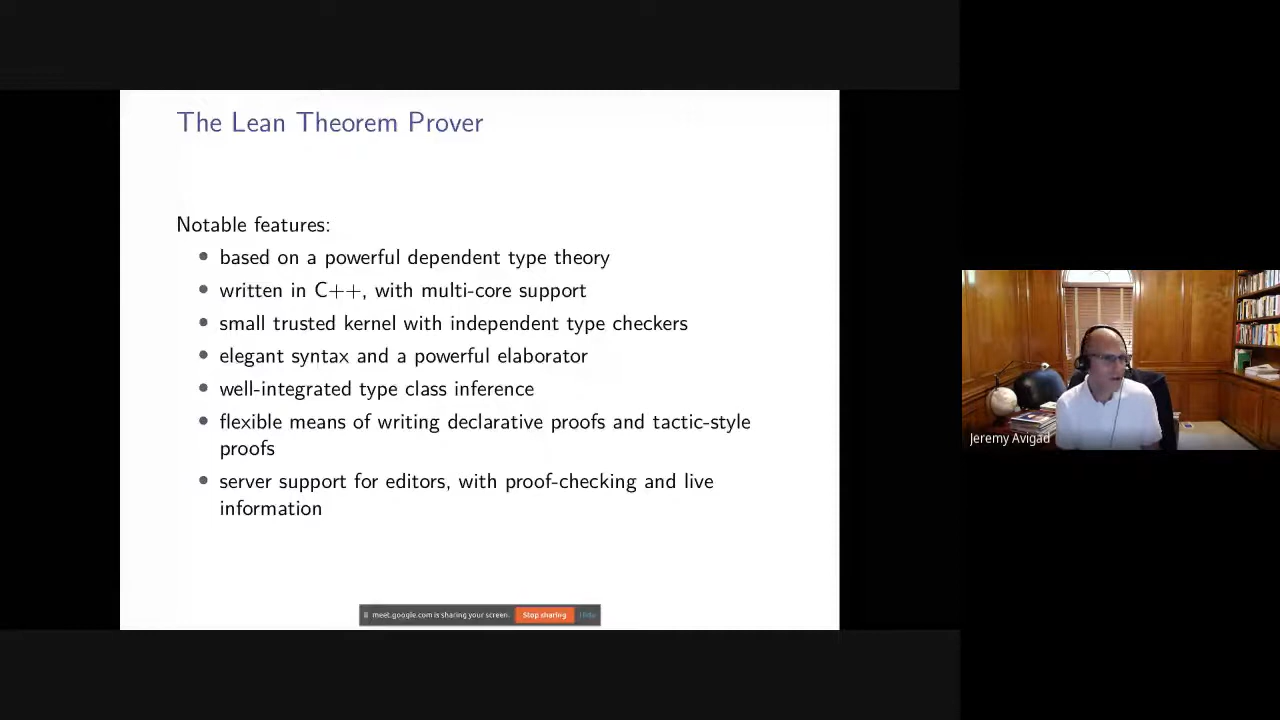 The Lean Theorem Prover
Notable features:
• based on a powerful dependent type theory
• written in C++, with multi-core support
• small trusted kernel with independent type checkers
• elegant syntax and a powerful elaborator
• well-integrated type class inference
• flexible means of writing declarative proofs and tactic-style
proofs
• server support for editors, with proof-checking and live
information
meet.google.com is sharing your screen. Stop sharing Hide
Jeremy Avigad